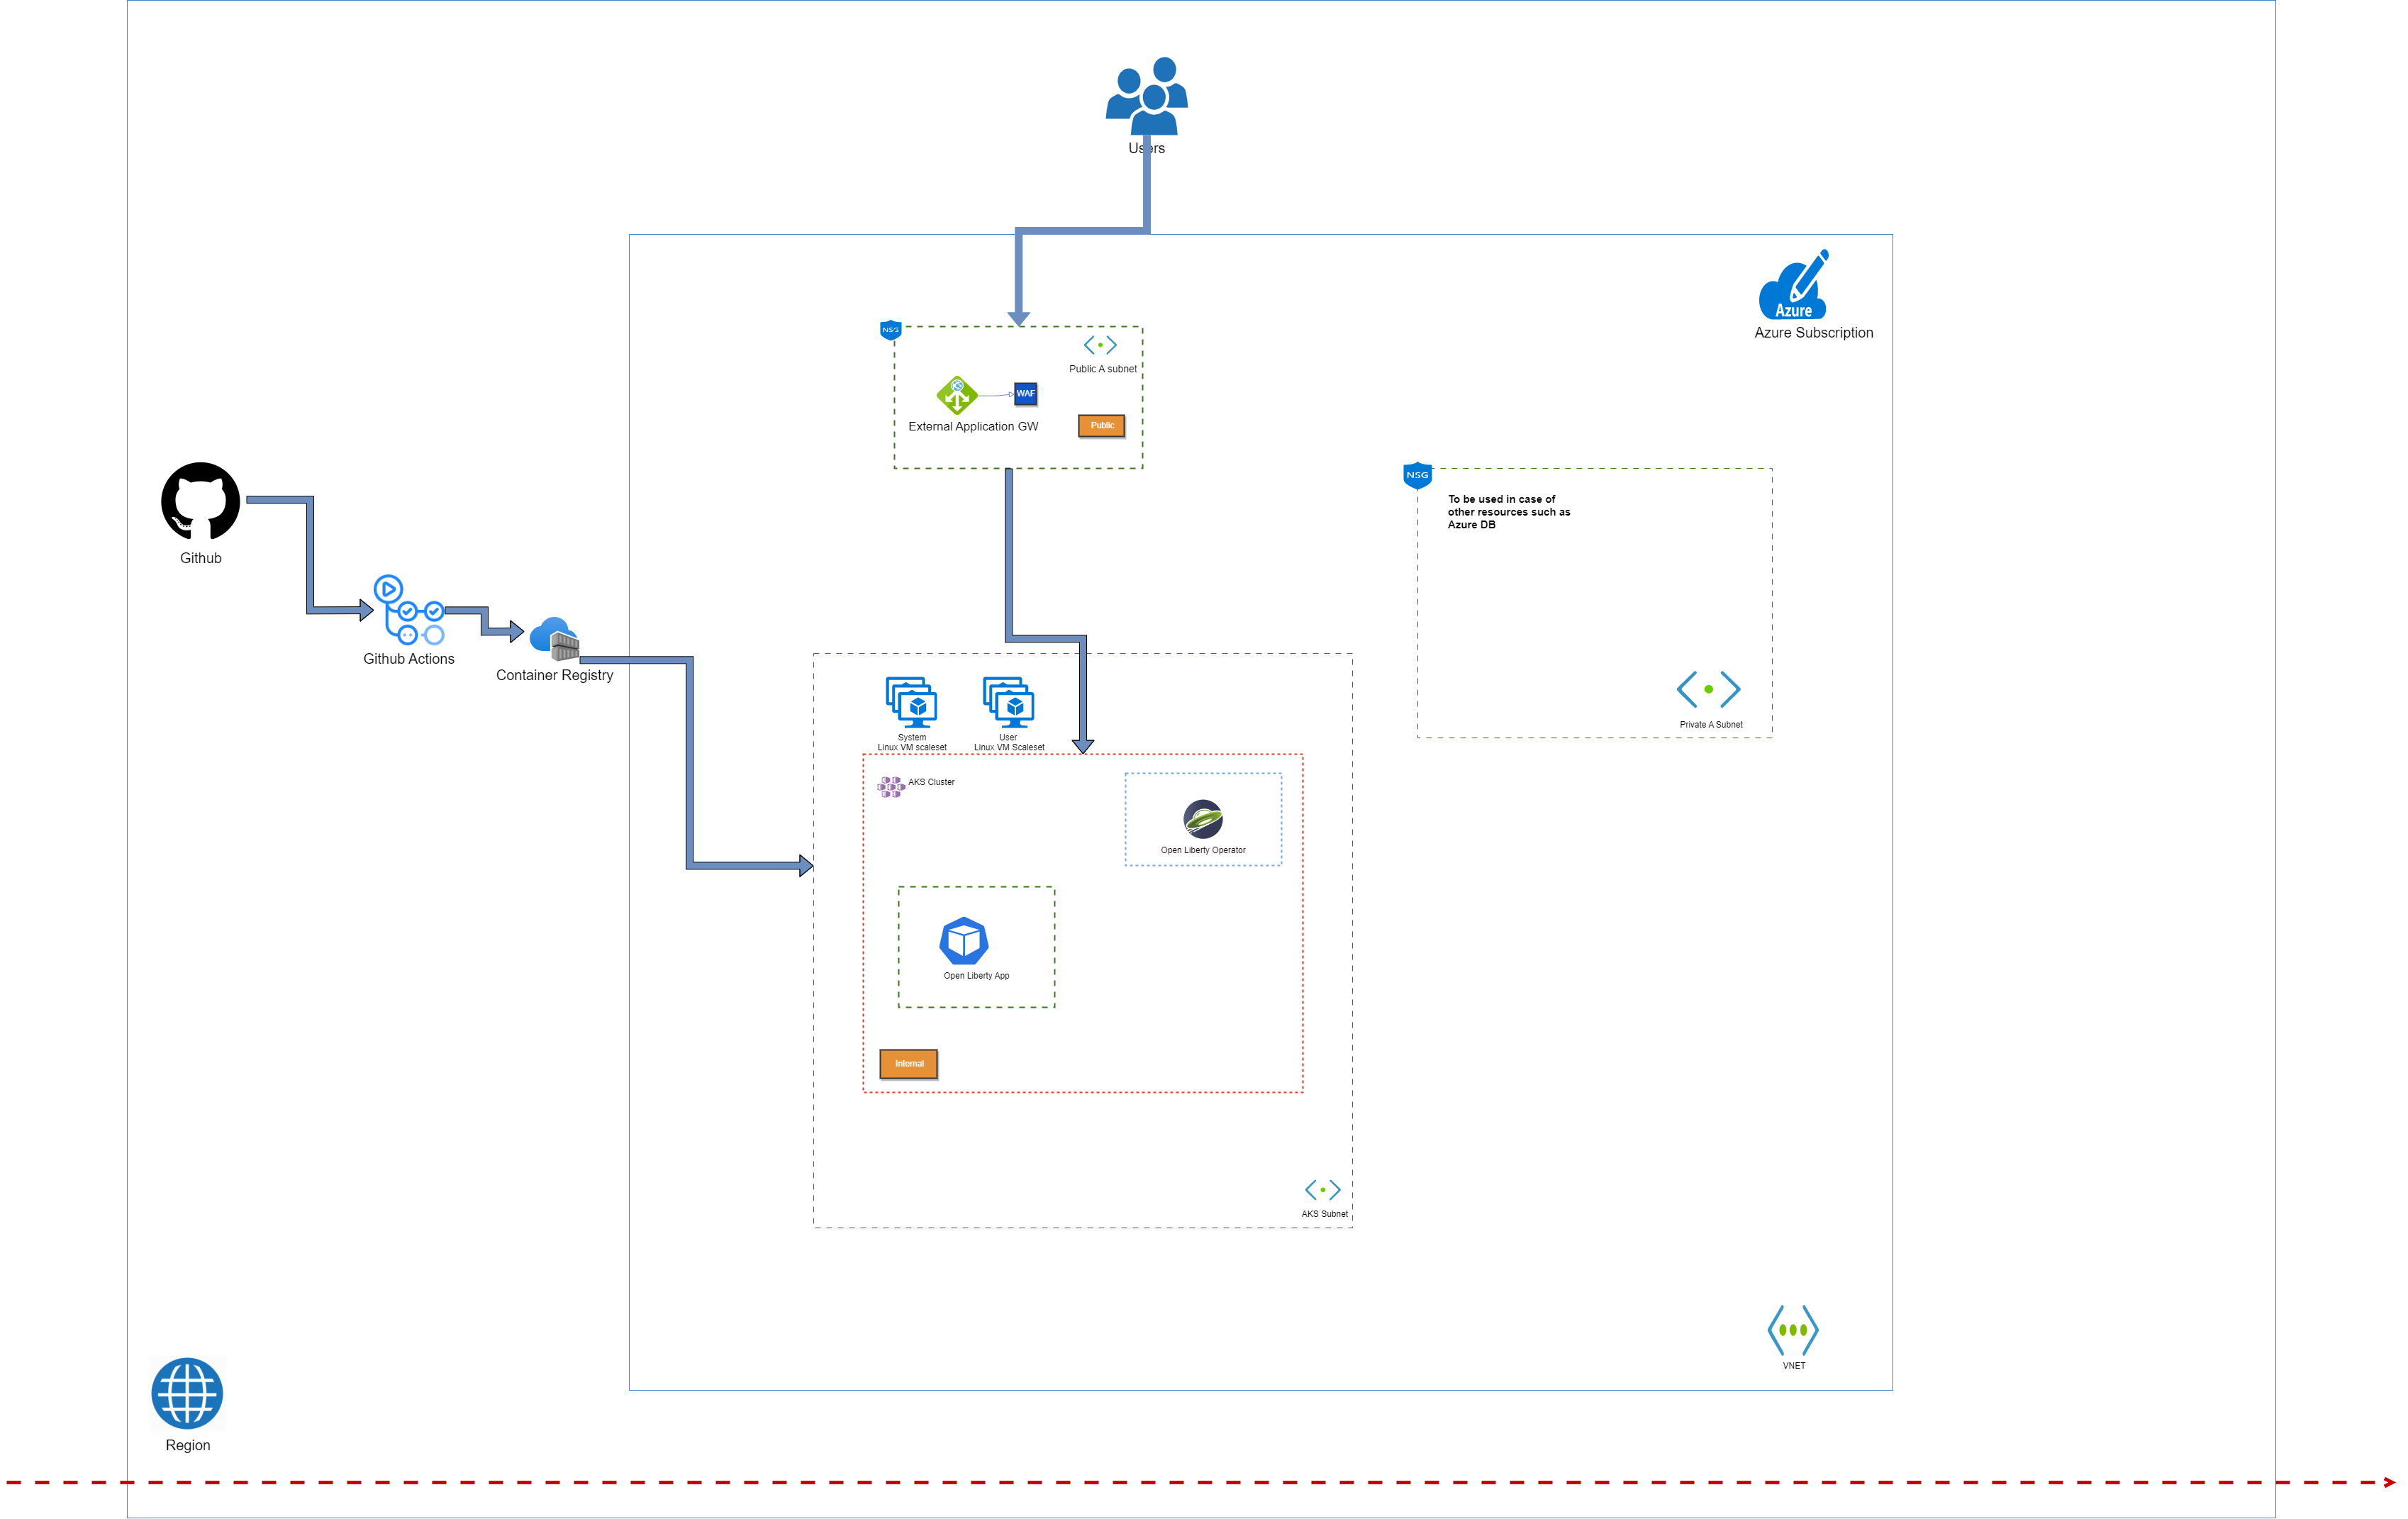 Users
Azure
Azure Subscription
NSG
Public A subnet
WAF
External Application GW
Public
Github
NSG
To be used in case of
other resources such as
Azure DB
Github Actions
Container Registry
Private A Subnet
System
Linux VM scaleset
User
Linux VM Scaleset
AKS Cluster
Open Liberty Operator
Open Liberty App
Internal
AKS Subnet
VNET
Region